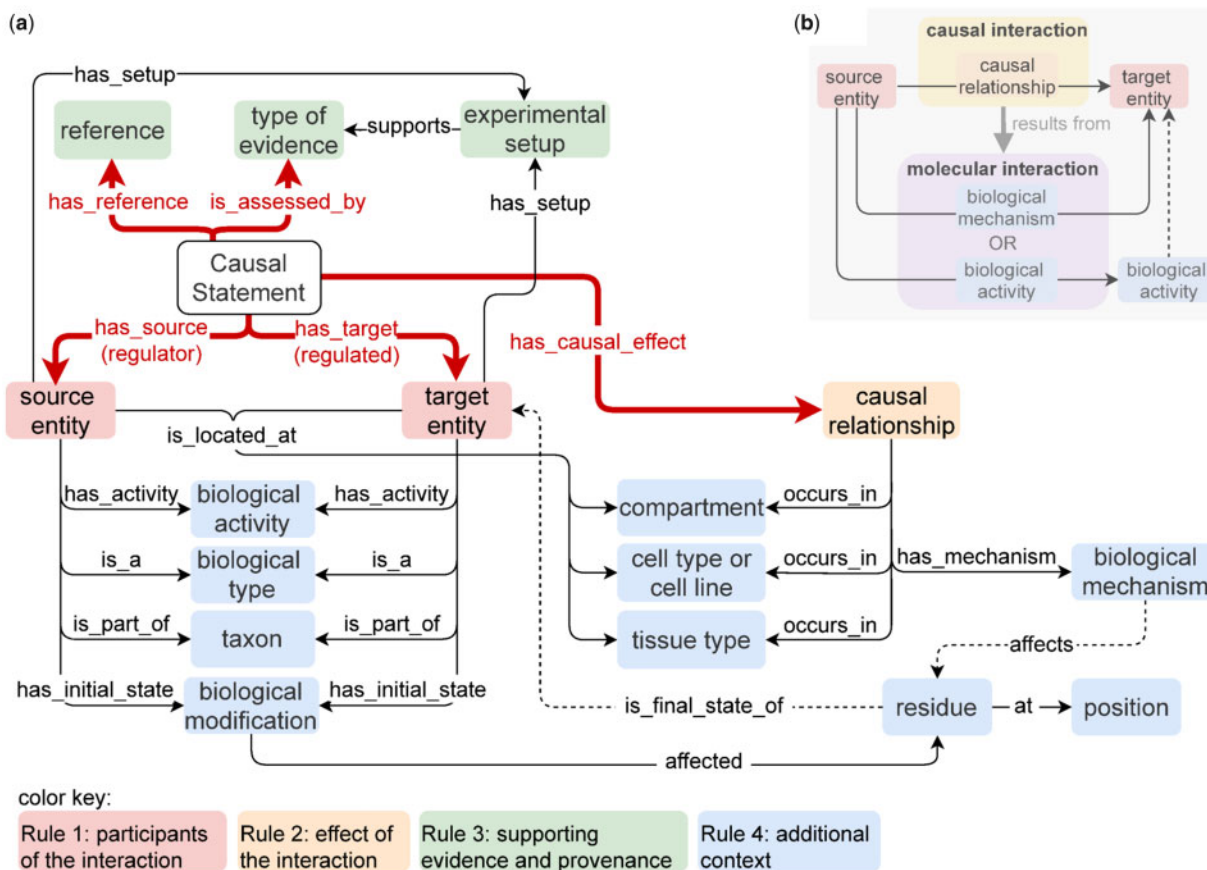 (a)
has_setup
reference
type of
evidence
supports
experimental
setup
has_reference
is_assessed_by
has_setup
Causal
Statement
has_source
(regulator)
has_target
(regulated)
has_causal_effect
source
entity
target
entity
causal
relationship
is_located_at
has_activity
biological
activity
has_activity
compartment
occurs_in
is_a
biological
type
is_a
cell type or
cell line
occurs_in
has_mechanism
biological
mechanism
is_part_of
taxon
is_part_of
tissue type
occurs_in
affects
has_initial_state
biological
modification
has_initial_state
is_final_state_of
residue
at
position
affected
(b)
causal interaction
source
entity
causal
relationship
target
entity
results from
molecular interaction
biological
mechanism
OR
biological
activity
biological
activity
color key:
Rule 1: participants
of the interaction
Rule 2: effect of
the interaction
Rule 3: supporting
evidence and provenance
Rule 4: additional
context